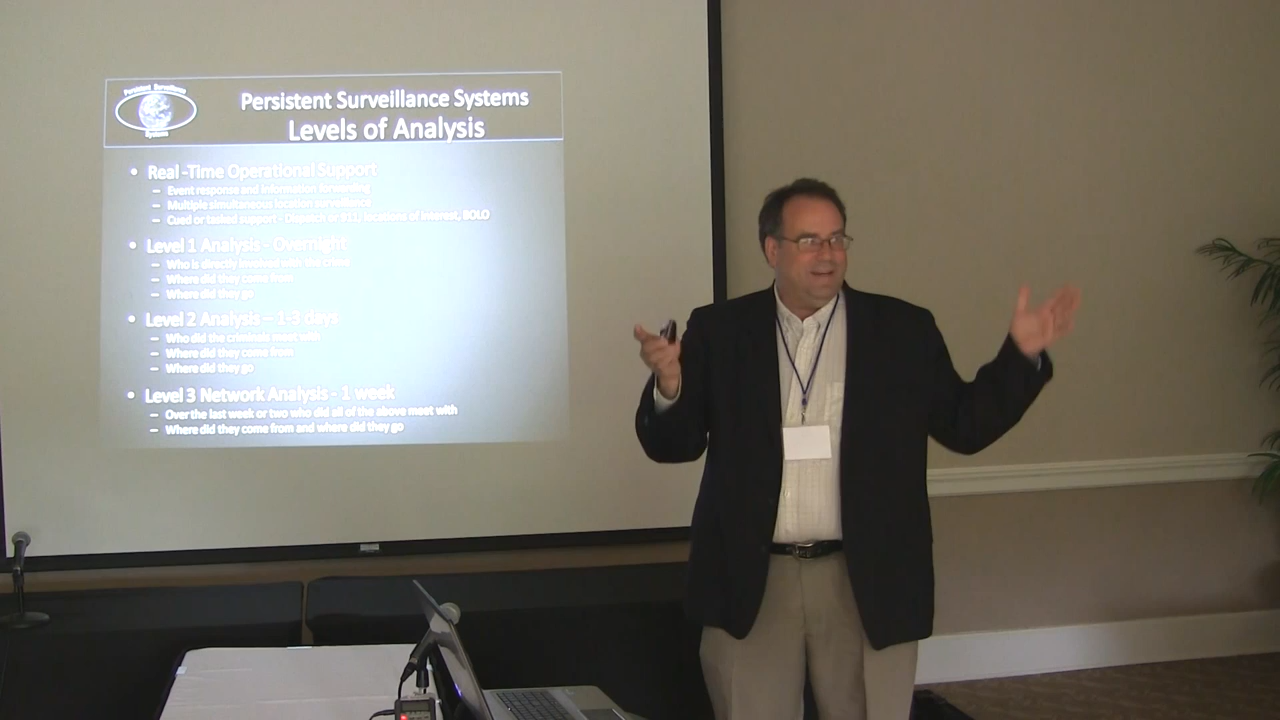 Persistent Surveillance
Systems
Persistent Surveillance Systems
Levels of Analysis
• Real -Time Operational Support
– Event response and information forwarding
– Multiple simultaneous location surveillance
– Cued or tasked support - Dispatch or 911, locations of interest, BOLO
• Level 1 Analysis - Overnight
– Who is directly involved with the crime
– Where did they come from
– Where did they go
• Level 2 Analysis – 1-3 days
– Who did the criminals meet with
– Where did they come from
– Where did they go
• Level 3 Network Analysis - 1 week
– Over the last week or two who did all of the above meet with
– Where did they come from and where did they go